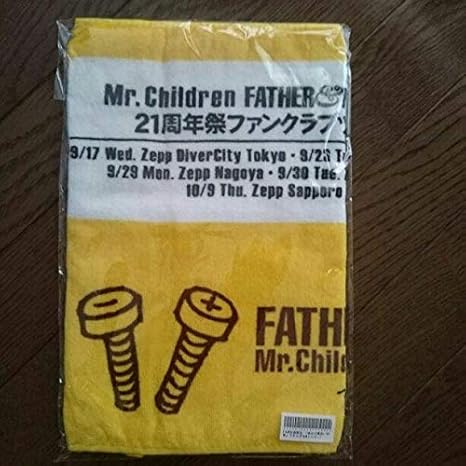 Mr. Children FATHER
21周年祭ファンクラブ
9/17 Wed. Zepp DiverCity Tokyo・9/23 T
9/29 Mon. Zepp Nagoya・9/30 Tue.
10/9 Thu. Zepp Sapporo
FATH
Mr. Child